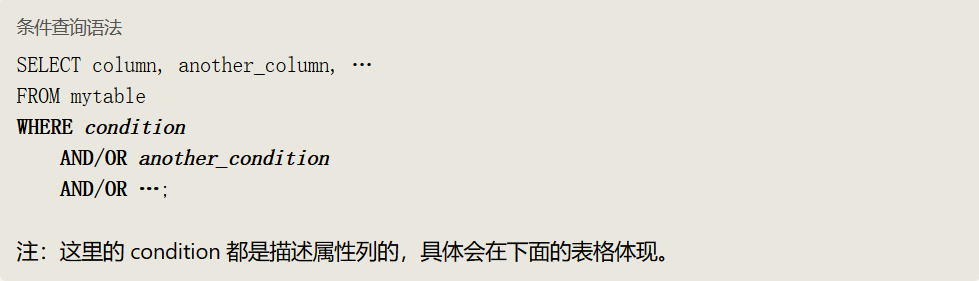 条件查询语法
SELECT column, another_column, …
FROM mytable
WHERE condition
    AND/OR another_condition
    AND/OR …;
注：这里的 condition 都是描述属性列的，具体会在下面的表格体现。